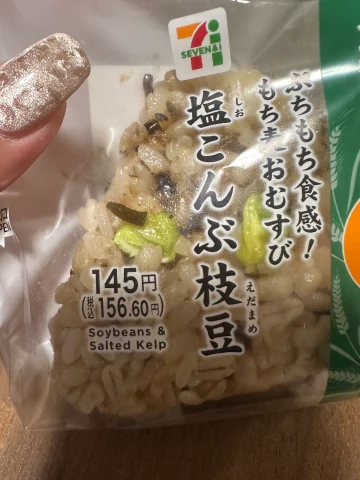 SEVEN&i
ぷちもち食感！
もち麦おむすび
塩こんぶ枝豆
しお
えだまめ
145円
(税込156.60円)
Soybeans &
Salted Kelp